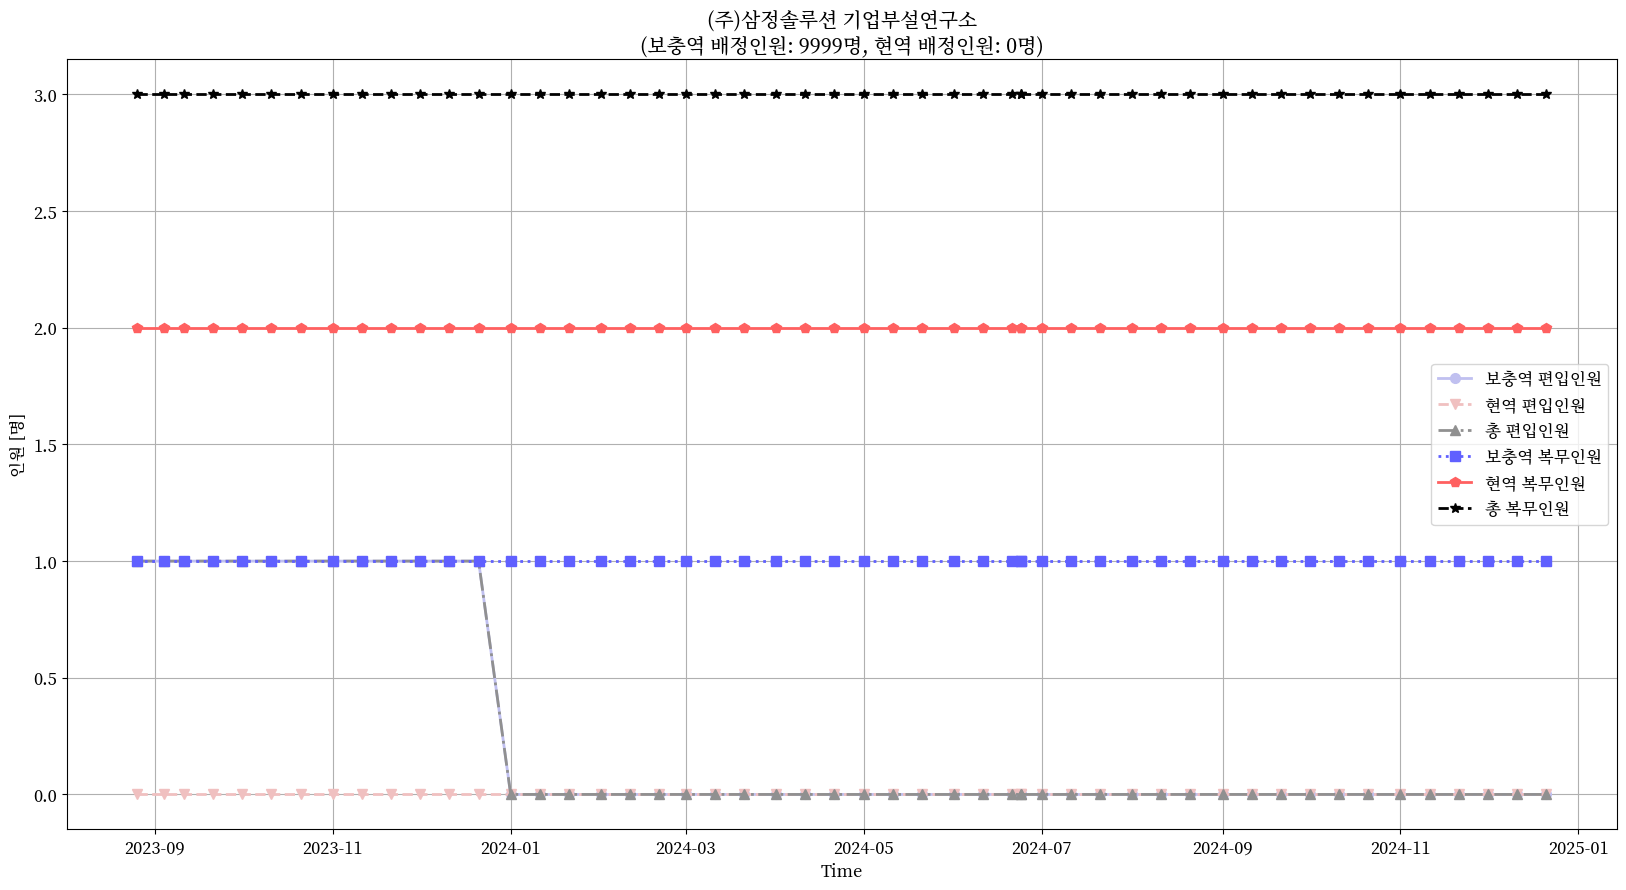 (주)삼정솔루션 기업부설연구소
(보충역 배정인원: 9999명, 현역 배정인원: 0명)
3.0
2.5
2.0
1.5
1.0
0.5
0.0
인원 [명]
보충역 편입인원
현역 편입인원
총 편입인원
보충역 복무인원
현역 복무인원
총 복무인원
2023-09
2023-11
2024-01
2024-03
2024-05
2024-07
2024-09
2024-11
2025-01
Time